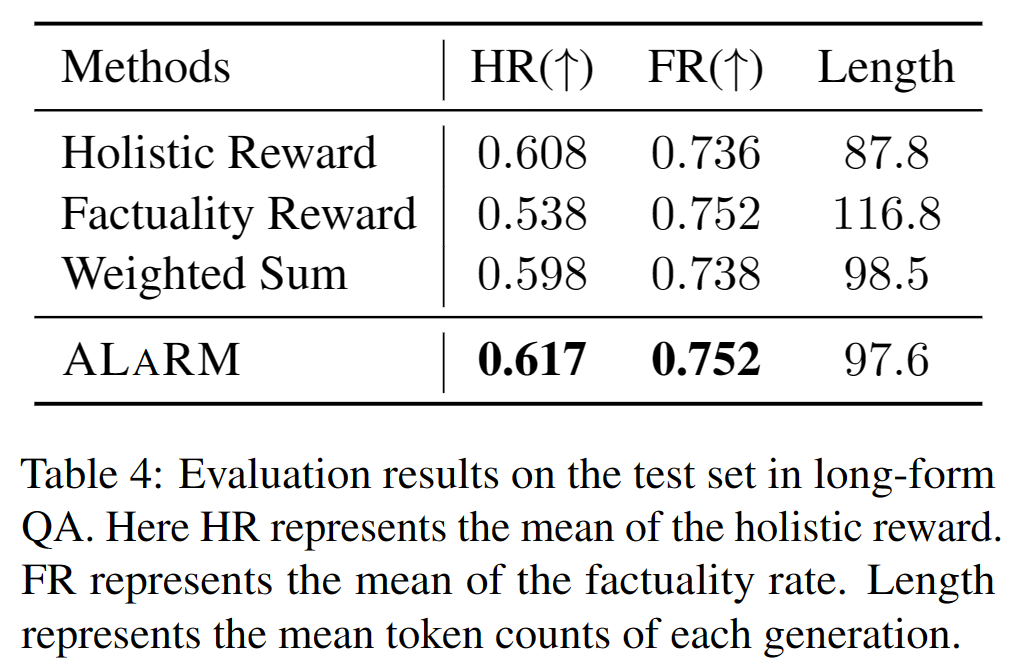 Methods HR(↑) FR(↑) Length
Holistic Reward 0.608 0.736 87.8
Factuality Reward 0.538 0.752 116.8
Weighted Sum 0.598 0.738 98.5
ALARM 0.617 0.752 97.6
Table 4: Evaluation results on the test set in long-form
QA. Here HR represents the mean of the holistic reward.
FR represents the mean of the factuality rate. Length
represents the mean token counts of each generation.